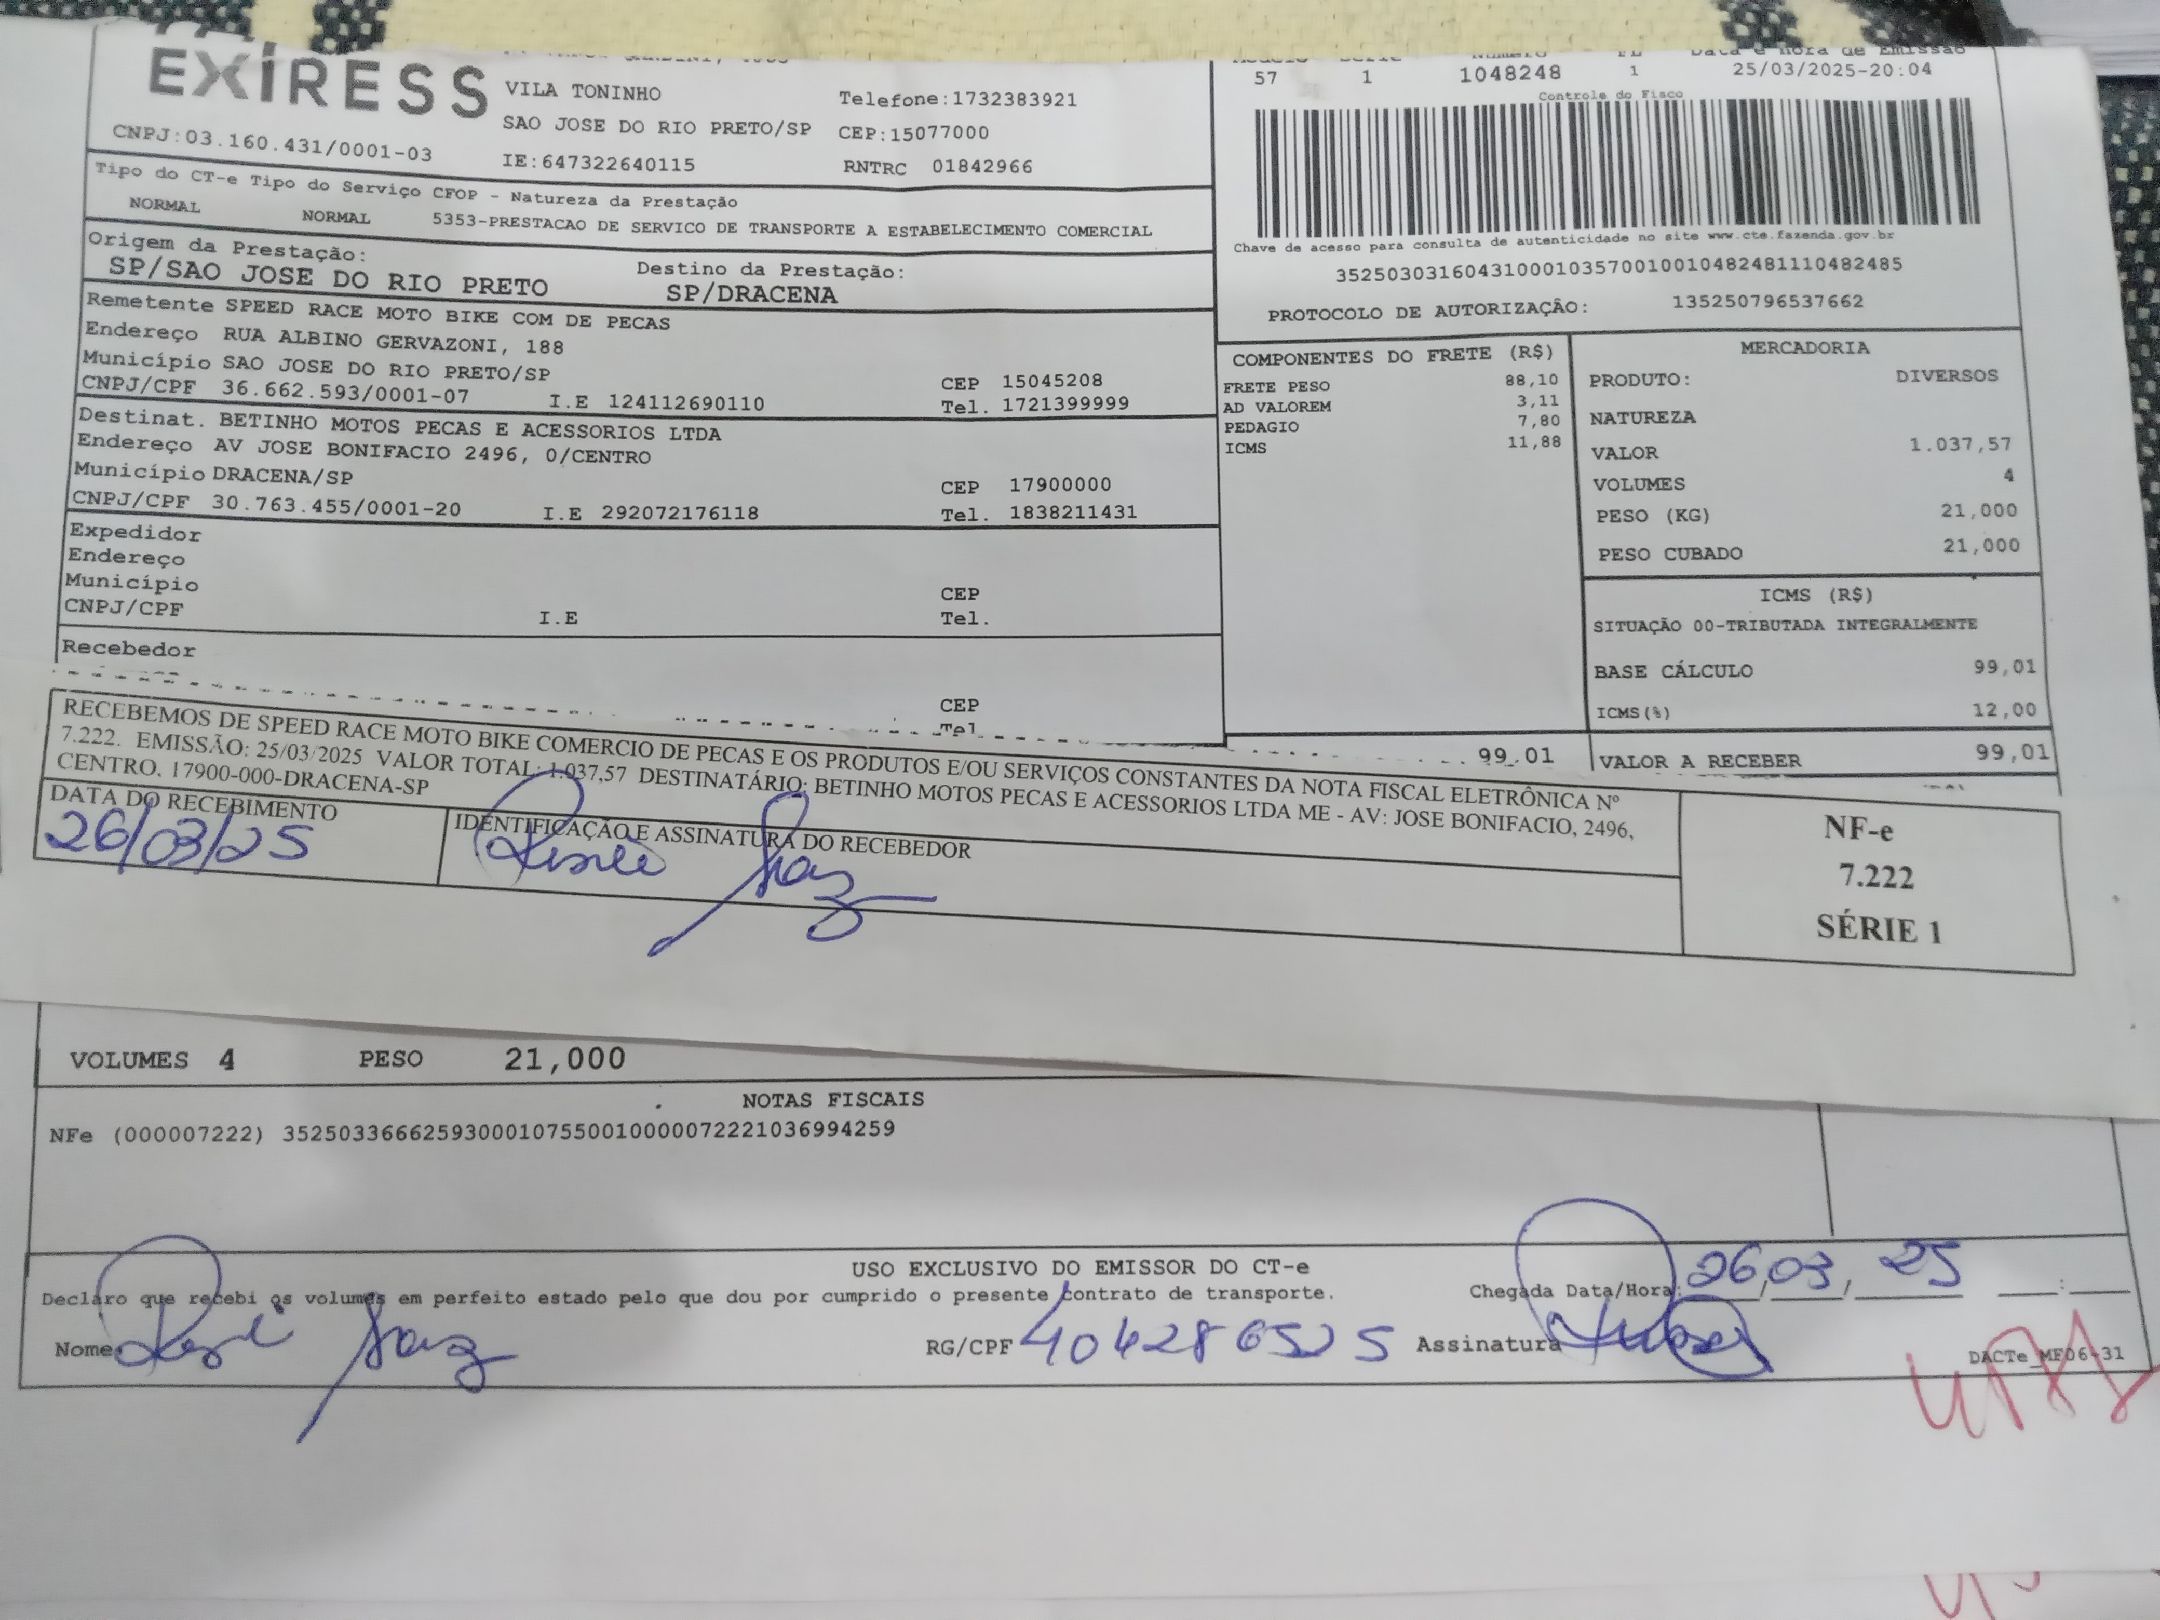 EXIRESS
VILA TONINHO
Telefone:1732383921
SAO JOSE DO RIO PRETO/SP CEP:15077000
CNPJ:03.160.431/0001-03
IE:647322640115
RNTRC 01842966
Número
Data e Hora de Emissão
57 1 1048248 1 25/03/2025-20:04
Controle do Fisco
Chave de acesso para consulta de autenticidade no site www.cte.fazenda.gov.br
35250303160431000103570010010482481110482485
PROTOCOLO DE AUTORIZAÇÃO: 135250796537662
Tipo do CT-e Tipo do Serviço CFOP - Natureza da Prestação
NORMAL NORMAL 5353-PRESTACAO DE SERVICO DE TRANSPORTE A ESTABELECIMENTO COMERCIAL
Origem da Prestação: Destino da Prestação:
SP/SAO JOSE DO RIO PRETO SP/DRACENA
Remetente SPEED RACE MOTO BIKE COM DE PECAS
Endereço RUA ALBINO GERVAZONI, 188
Município SAO JOSE DO RIO PRETO/SP CEP 15045208
CNPJ/CPF 36.662.593/0001-07 I.E 124112690110 Tel. 1721399999
Destinat. BETINHO MOTOS PECAS E ACESSORIOS LTDA
Endereço AV JOSE BONIFACIO 2496, 0/CENTRO
Município DRACENA/SP CEP 17900000
CNPJ/CPF 30.763.455/0001-20 I.E 292072176118 Tel. 1838211431
Expedidor
Endereço
Município CEP
CNPJ/CPF I.E Tel.
Recebedor
CEP
Tel
COMPONENTES DO FRETE (R$)
FRETE PESO 88,10
AD VALOREM 3,11
PEDAGIO 7,80
ICMS 11,88
99,01
MERCADORIA
PRODUTO: DIVERSOS
NATUREZA
VALOR 1.037,57
VOLUMES 4
PESO (KG) 21,000
PESO CUBADO 21,000
ICMS (R$)
SITUAÇÃO 00-TRIBUTADA INTEGRALMENTE
BASE CÁLCULO 99,01
ICMS(%) 12,00
VALOR A RECEBER 99,01
RECEBEMOS DE SPEED RACE MOTO BIKE COMERCIO DE PECAS E OS PRODUTOS E/OU SERVIÇOS CONSTANTES DA NOTA FISCAL ELETRÔNICA Nº
7.222. EMISSÃO: 25/03/2025 VALOR TOTAL: 1.037,57 DESTINATÁRIO: BETINHO MOTOS PECAS E ACESSORIOS LTDA ME - AV: JOSE BONIFACIO, 2496,
CENTRO, 17900-000-DRACENA-SP
DATA DO RECEBIMENTO
26/03/25
IDENTIFICAÇÃO E ASSINATURA DO RECEBEDOR
NF-e
7.222
SÉRIE 1
VOLUMES 4 PESO 21,000
NOTAS FISCAIS
NFe (000007222) 35250336662593000107550010000072221036994259
USO EXCLUSIVO DO EMISSOR DO CT-e
Declaro que recebi os volumes em perfeito estado pelo que dou por cumprido o presente contrato de transporte.
Chegada Data/Hora: 26 03 / 25
Nome
RG/CPF 404286525 Assinatura
DACTe_MF06-31